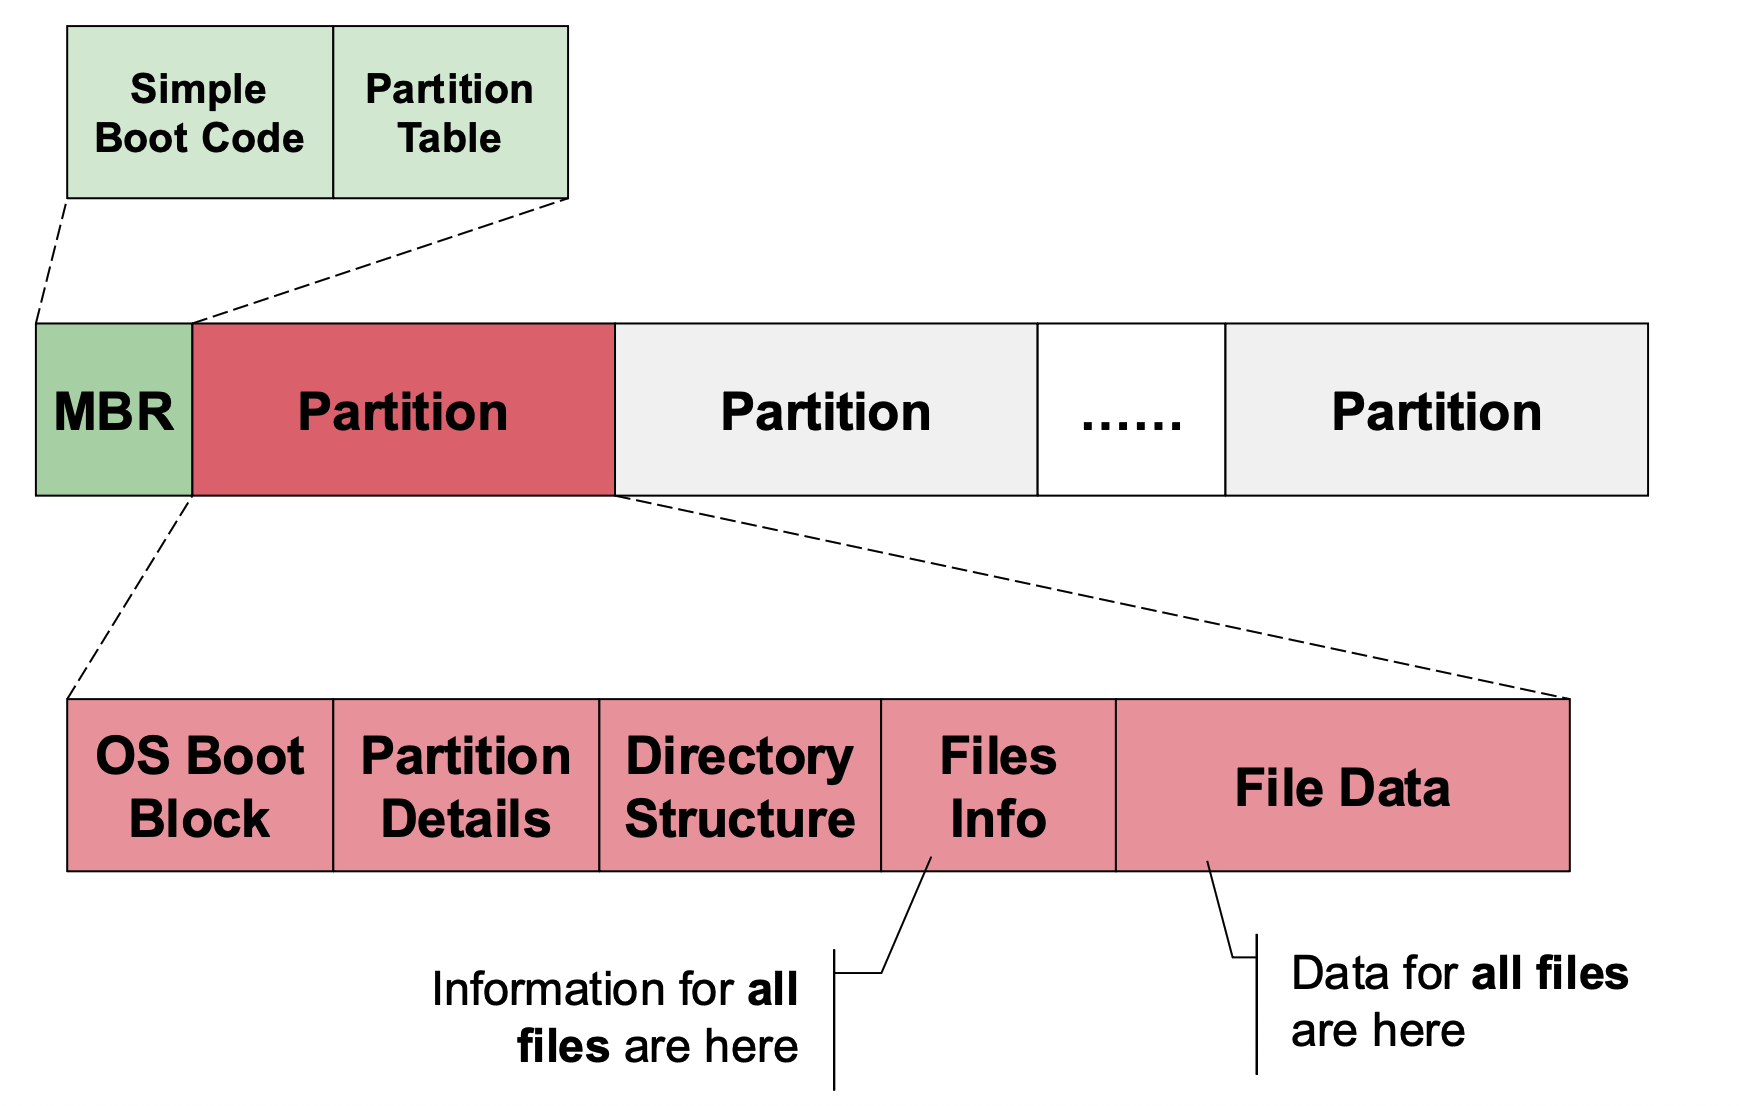 Simple
Boot Code
Partition
Table
MBR
Partition
Partition
......
Partition
OS Boot
Block
Partition
Details
Directory
Structure
Files
Info
File Data
Information for all
files are here
Data for all files
are here